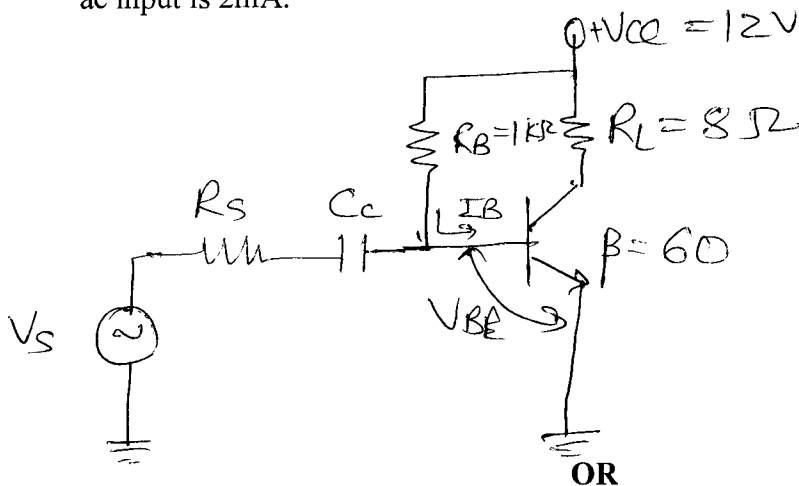 ac input is 2mA.
+VCC = 12V
RB=1kΩ
RL = 8Ω
RS
CC
IB
β= 60
VS
~
VBE
OR